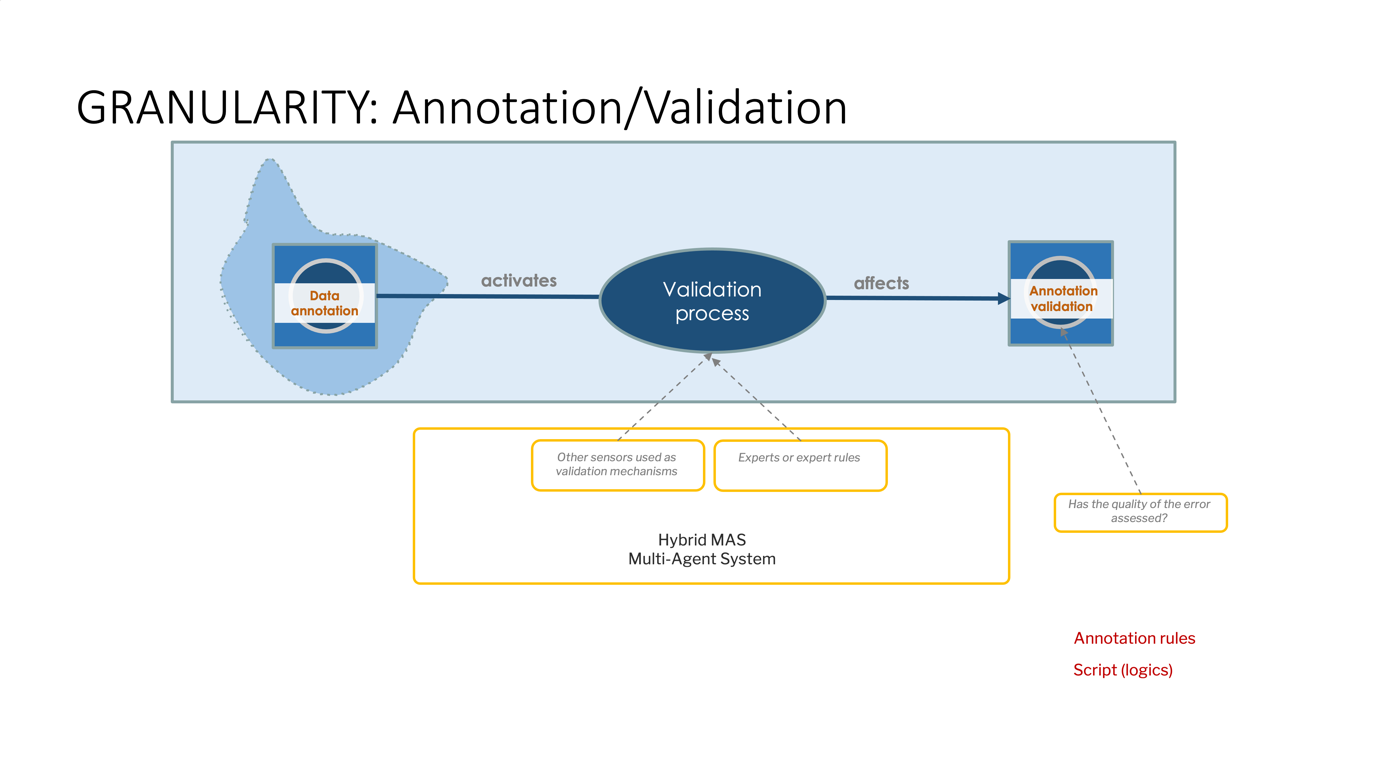 GRANULARITY: Annotation/Validation
activates
affects
Data
annotation
Validation
process
Annotation
validation
Other sensors used as
validation mechanisms
Experts or expert rules
Has the quality of the error
assessed?
Hybrid MAS
Multi-Agent System
Annotation rules
Script (logics)